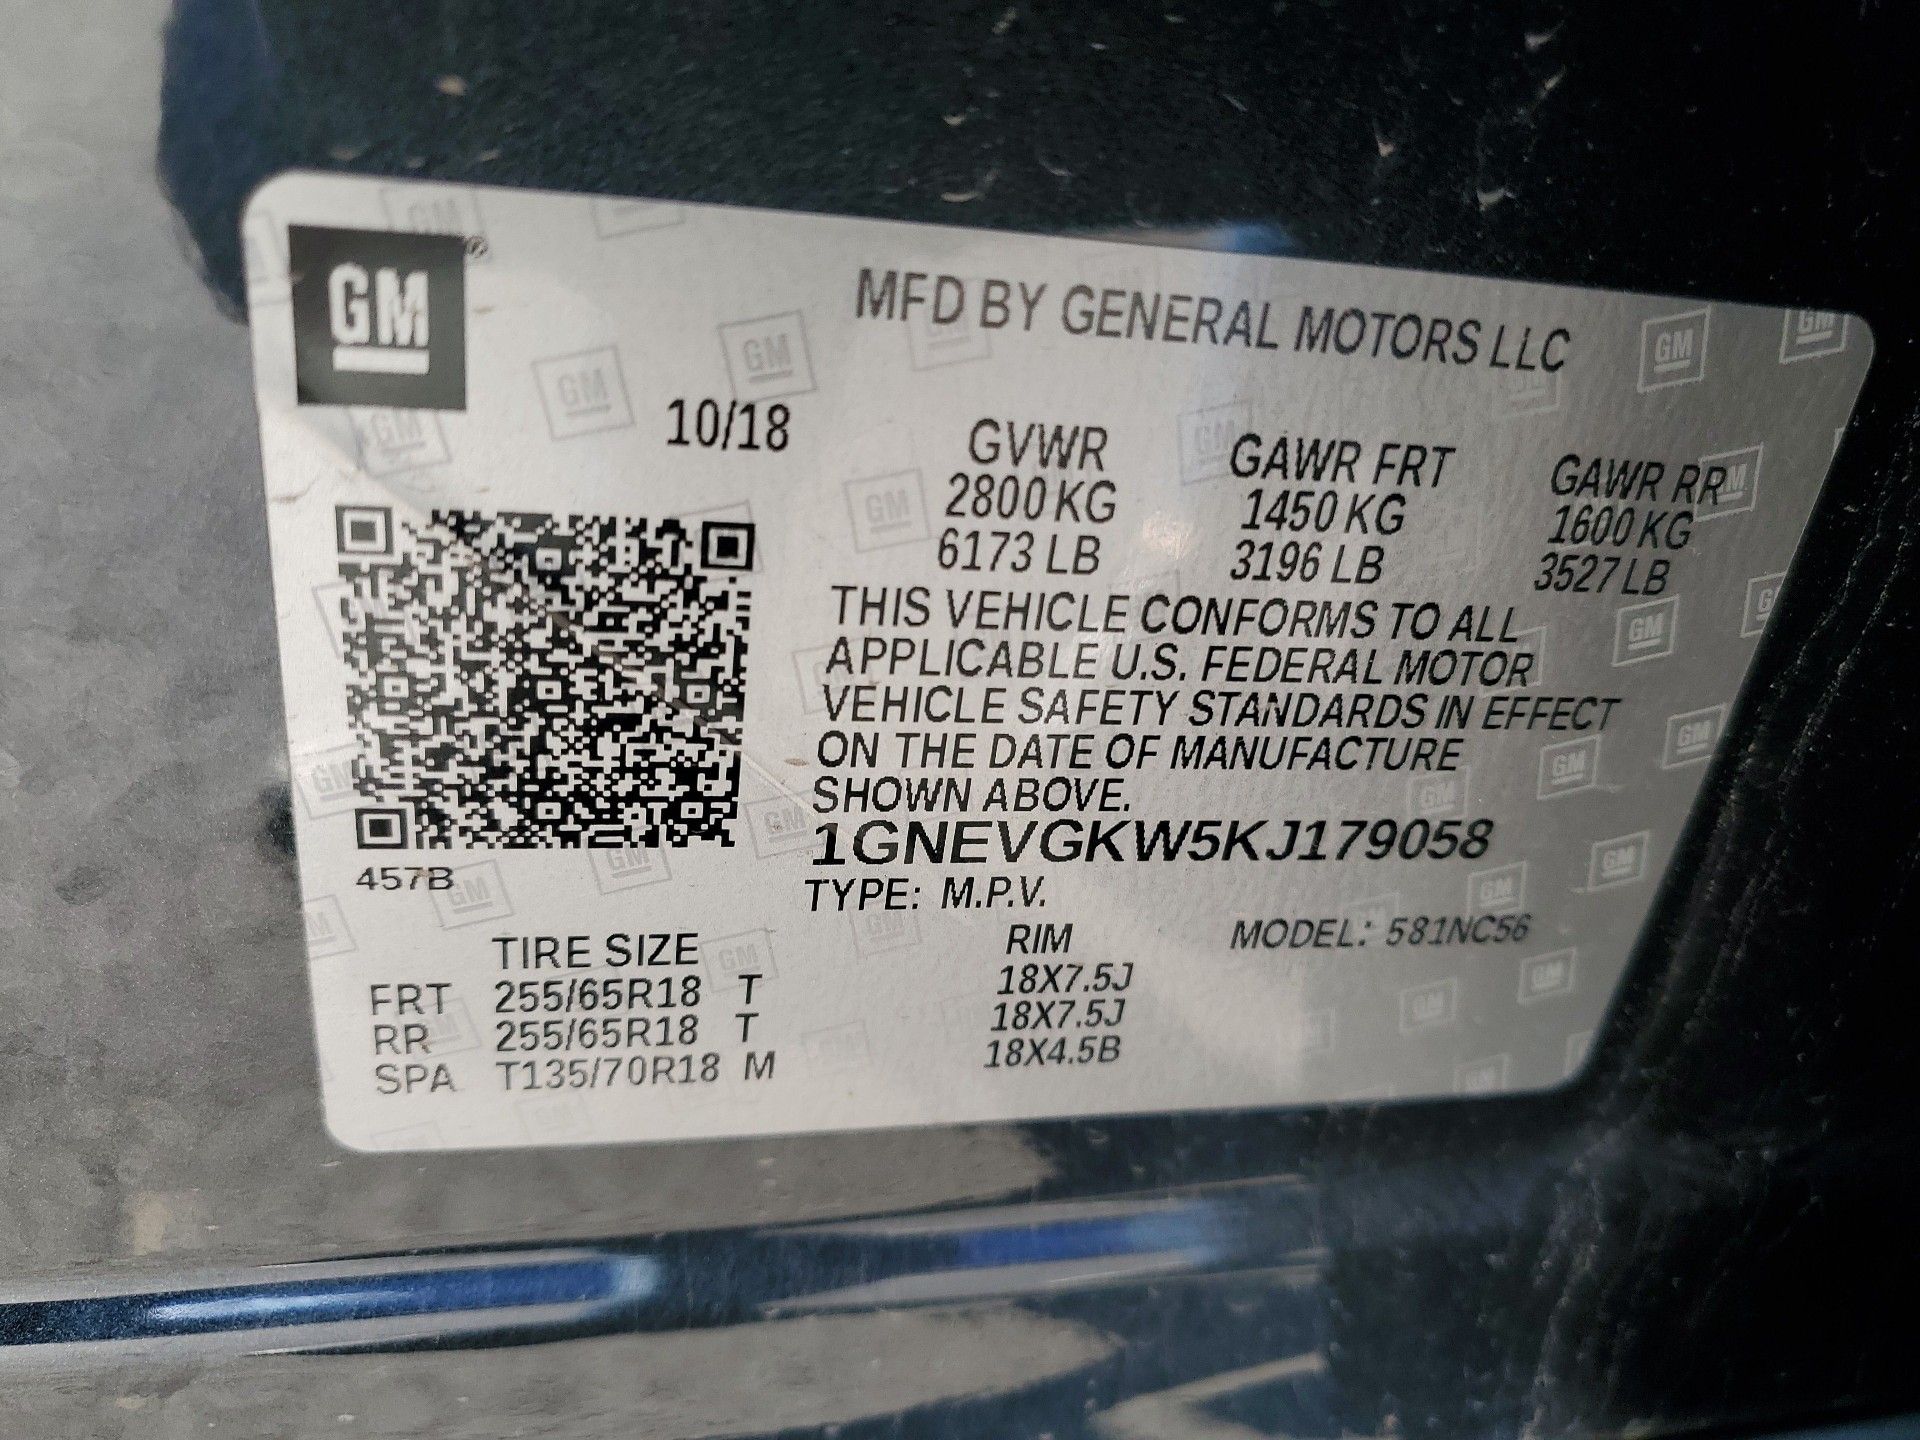 GM®
MFD BY GENERAL MOTORS LLC
10/18
GVWR GAWR FRT GAWR RR
2800 KG 1450 KG 1600 KG
6173 LB 3196 LB 3527 LB
THIS VEHICLE CONFORMS TO ALL
APPLICABLE U.S. FEDERAL MOTOR
VEHICLE SAFETY STANDARDS IN EFFECT
ON THE DATE OF MANUFACTURE
SHOWN ABOVE.
1GNEVGKW5KJ179058
457B
TYPE: M.P.V.
TIRE SIZE RIM MODEL: 581NC56
FRT 255/65R18 T 18X7.5J
RR 255/65R18 T 18X7.5J
SPA T135/70R18 M 18X4.5B